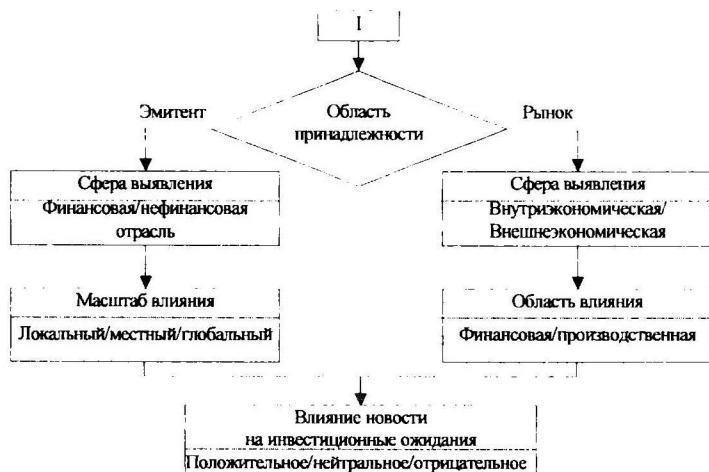 I
Область
принадлежности
Эмитент
Рынок
Сфера выявления
Финансовая/нефинансовая
отрасль
Сфера выявления
Внутриэкономическая/
Внешнеэкономическая
Масштаб влияния
Локальный/местный/глобальный
Область влияния
Финансовая/производственная
Влияние новости
на инвестиционные ожидания
Положительное/нейтральное/отрицательное